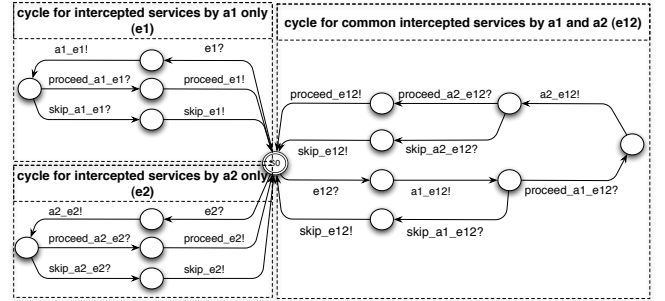 cycle for intercepted services by a1 only
(e1)
a1_e1!
e1?
proceed_a1_e1?
proceed_e1!
skip_a1_e1?
skip_e1!
cycle for intercepted services by a2 only
(e2)
a2_e2!
e2?
proceed_a2_e2?
proceed_e2!
skip_a2_e2?
skip_e2!
cycle for common intercepted services by a1 and a2 (e12)
proceed_e12!
proceed_a2_e12?
a2_e12!
skip_e12!
skip_a2_e12?
e12?
a1_e12!
proceed_a1_e12?
skip_e12!
skip_a1_e12?